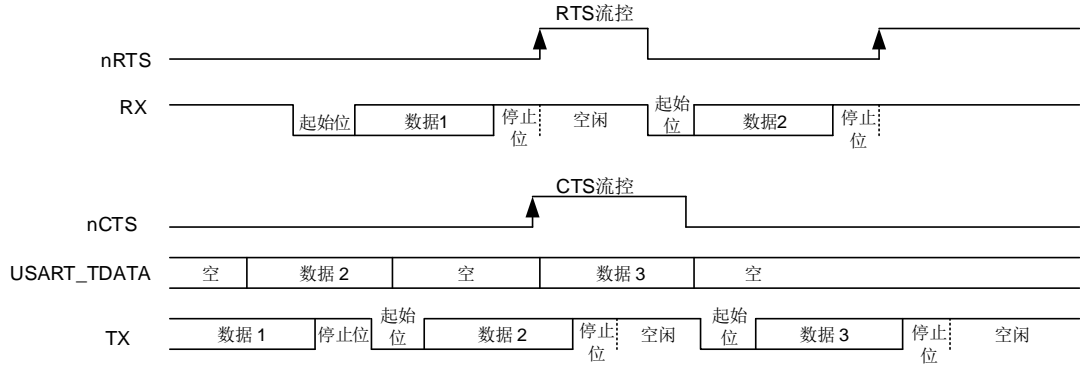 RTS流控
nRTS
RX
起始位
数据1
停止
位
空闲
起始
位
数据2
停止
位
CTS流控
nCTS
USART_TDATA
空
数据 2
空
数据 3
空
TX
数据 1
停止位
起始
位
数据 2
停止
位
空闲
起始
位
数据 3
停止
位
空闲